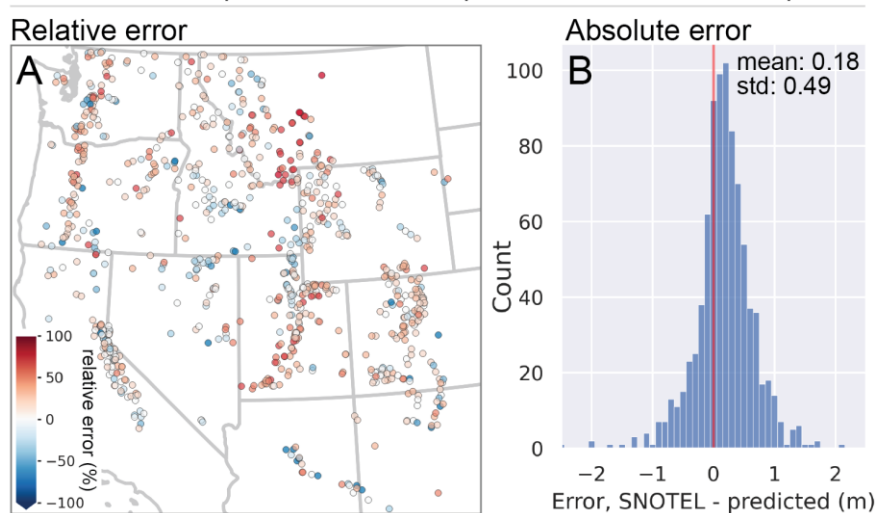 Relative error
A
100
50
0
−50
−100
relative error (%)
Absolute error
B
mean: 0.18
std: 0.49
100
80
60
40
20
0
Count
−2 −1 0 1 2
Error, SNOTEL - predicted (m)